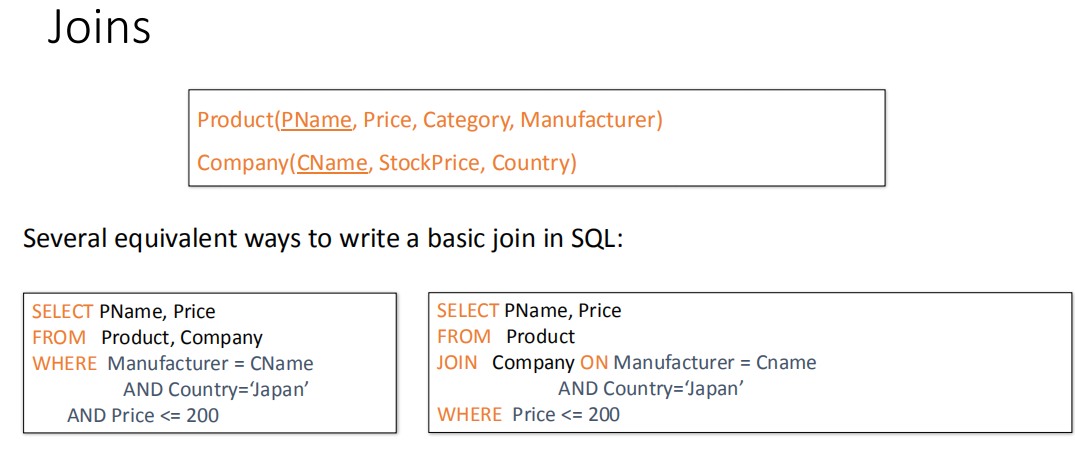 Joins
Product(PName, Price, Category, Manufacturer)
Company(CName, StockPrice, Country)
Several equivalent ways to write a basic join in SQL:
SELECT PName, Price
FROM Product, Company
WHERE Manufacturer = CName
AND Country=‘Japan’
AND Price <= 200
SELECT PName, Price
FROM Product
JOIN Company ON Manufacturer = Cname
AND Country=‘Japan’
WHERE Price <= 200